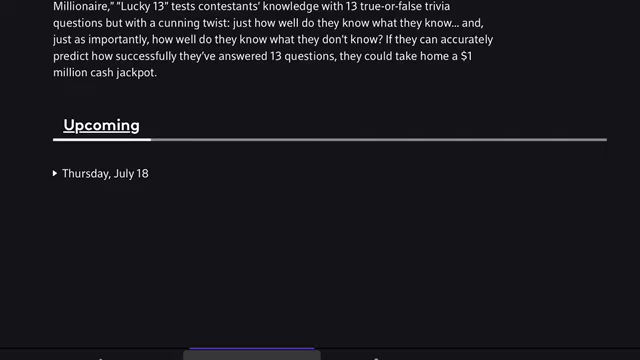 Millionaire,” “Lucky 13” tests contestants’ knowledge with 13 true-or-false trivia
questions but with a cunning twist: just how well do they know what they know... and,
just as importantly, how well do they know what they don’t know? If they can accurately
predict how successfully they’ve answered 13 questions, they could take home a $1
million cash jackpot.
Upcoming
Thursday, July 18